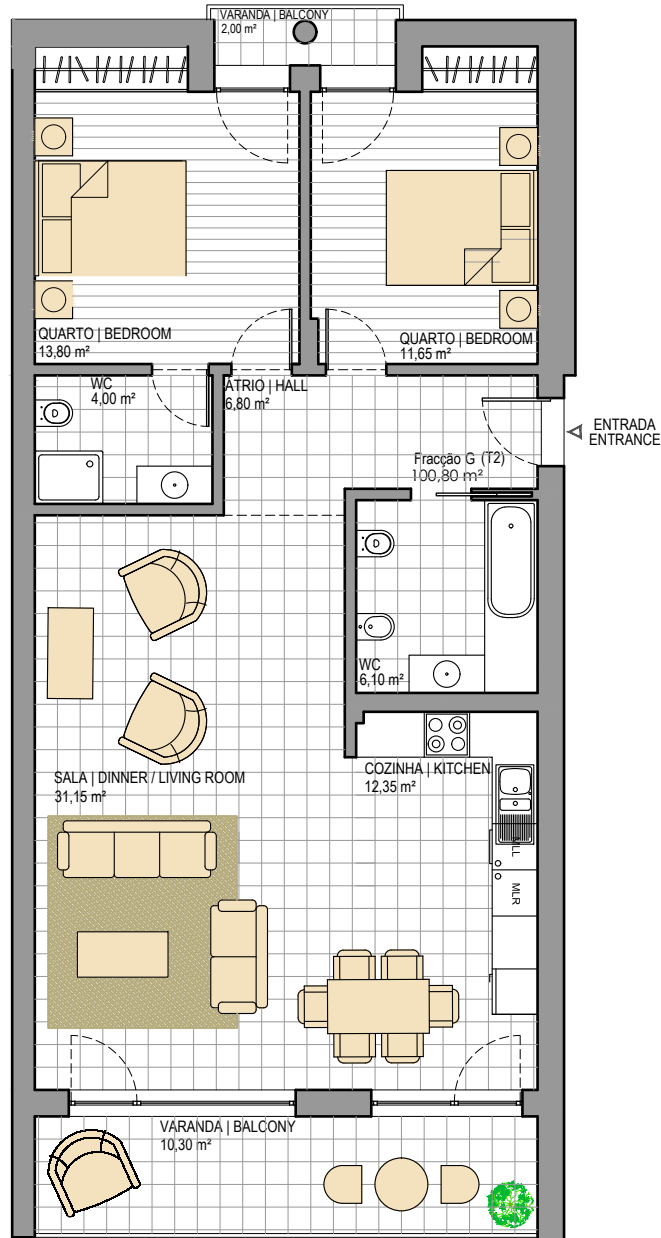 VARANDA | BALCONY
2,00 m²
QUARTO | BEDROOM
13,80 m²
QUARTO | BEDROOM
11,65 m²
WC
4,00 m²
ÁTRIO | HALL
6,80 m²
ENTRADA
ENTRANCE
Fracção G (T2)
100,80 m²
WC
6,10 m²
SALA | DINNER / LIVING ROOM
31,15 m²
COZINHA | KITCHEN
12,35 m²
MLL
MLR
VARANDA | BALCONY
10,30 m²